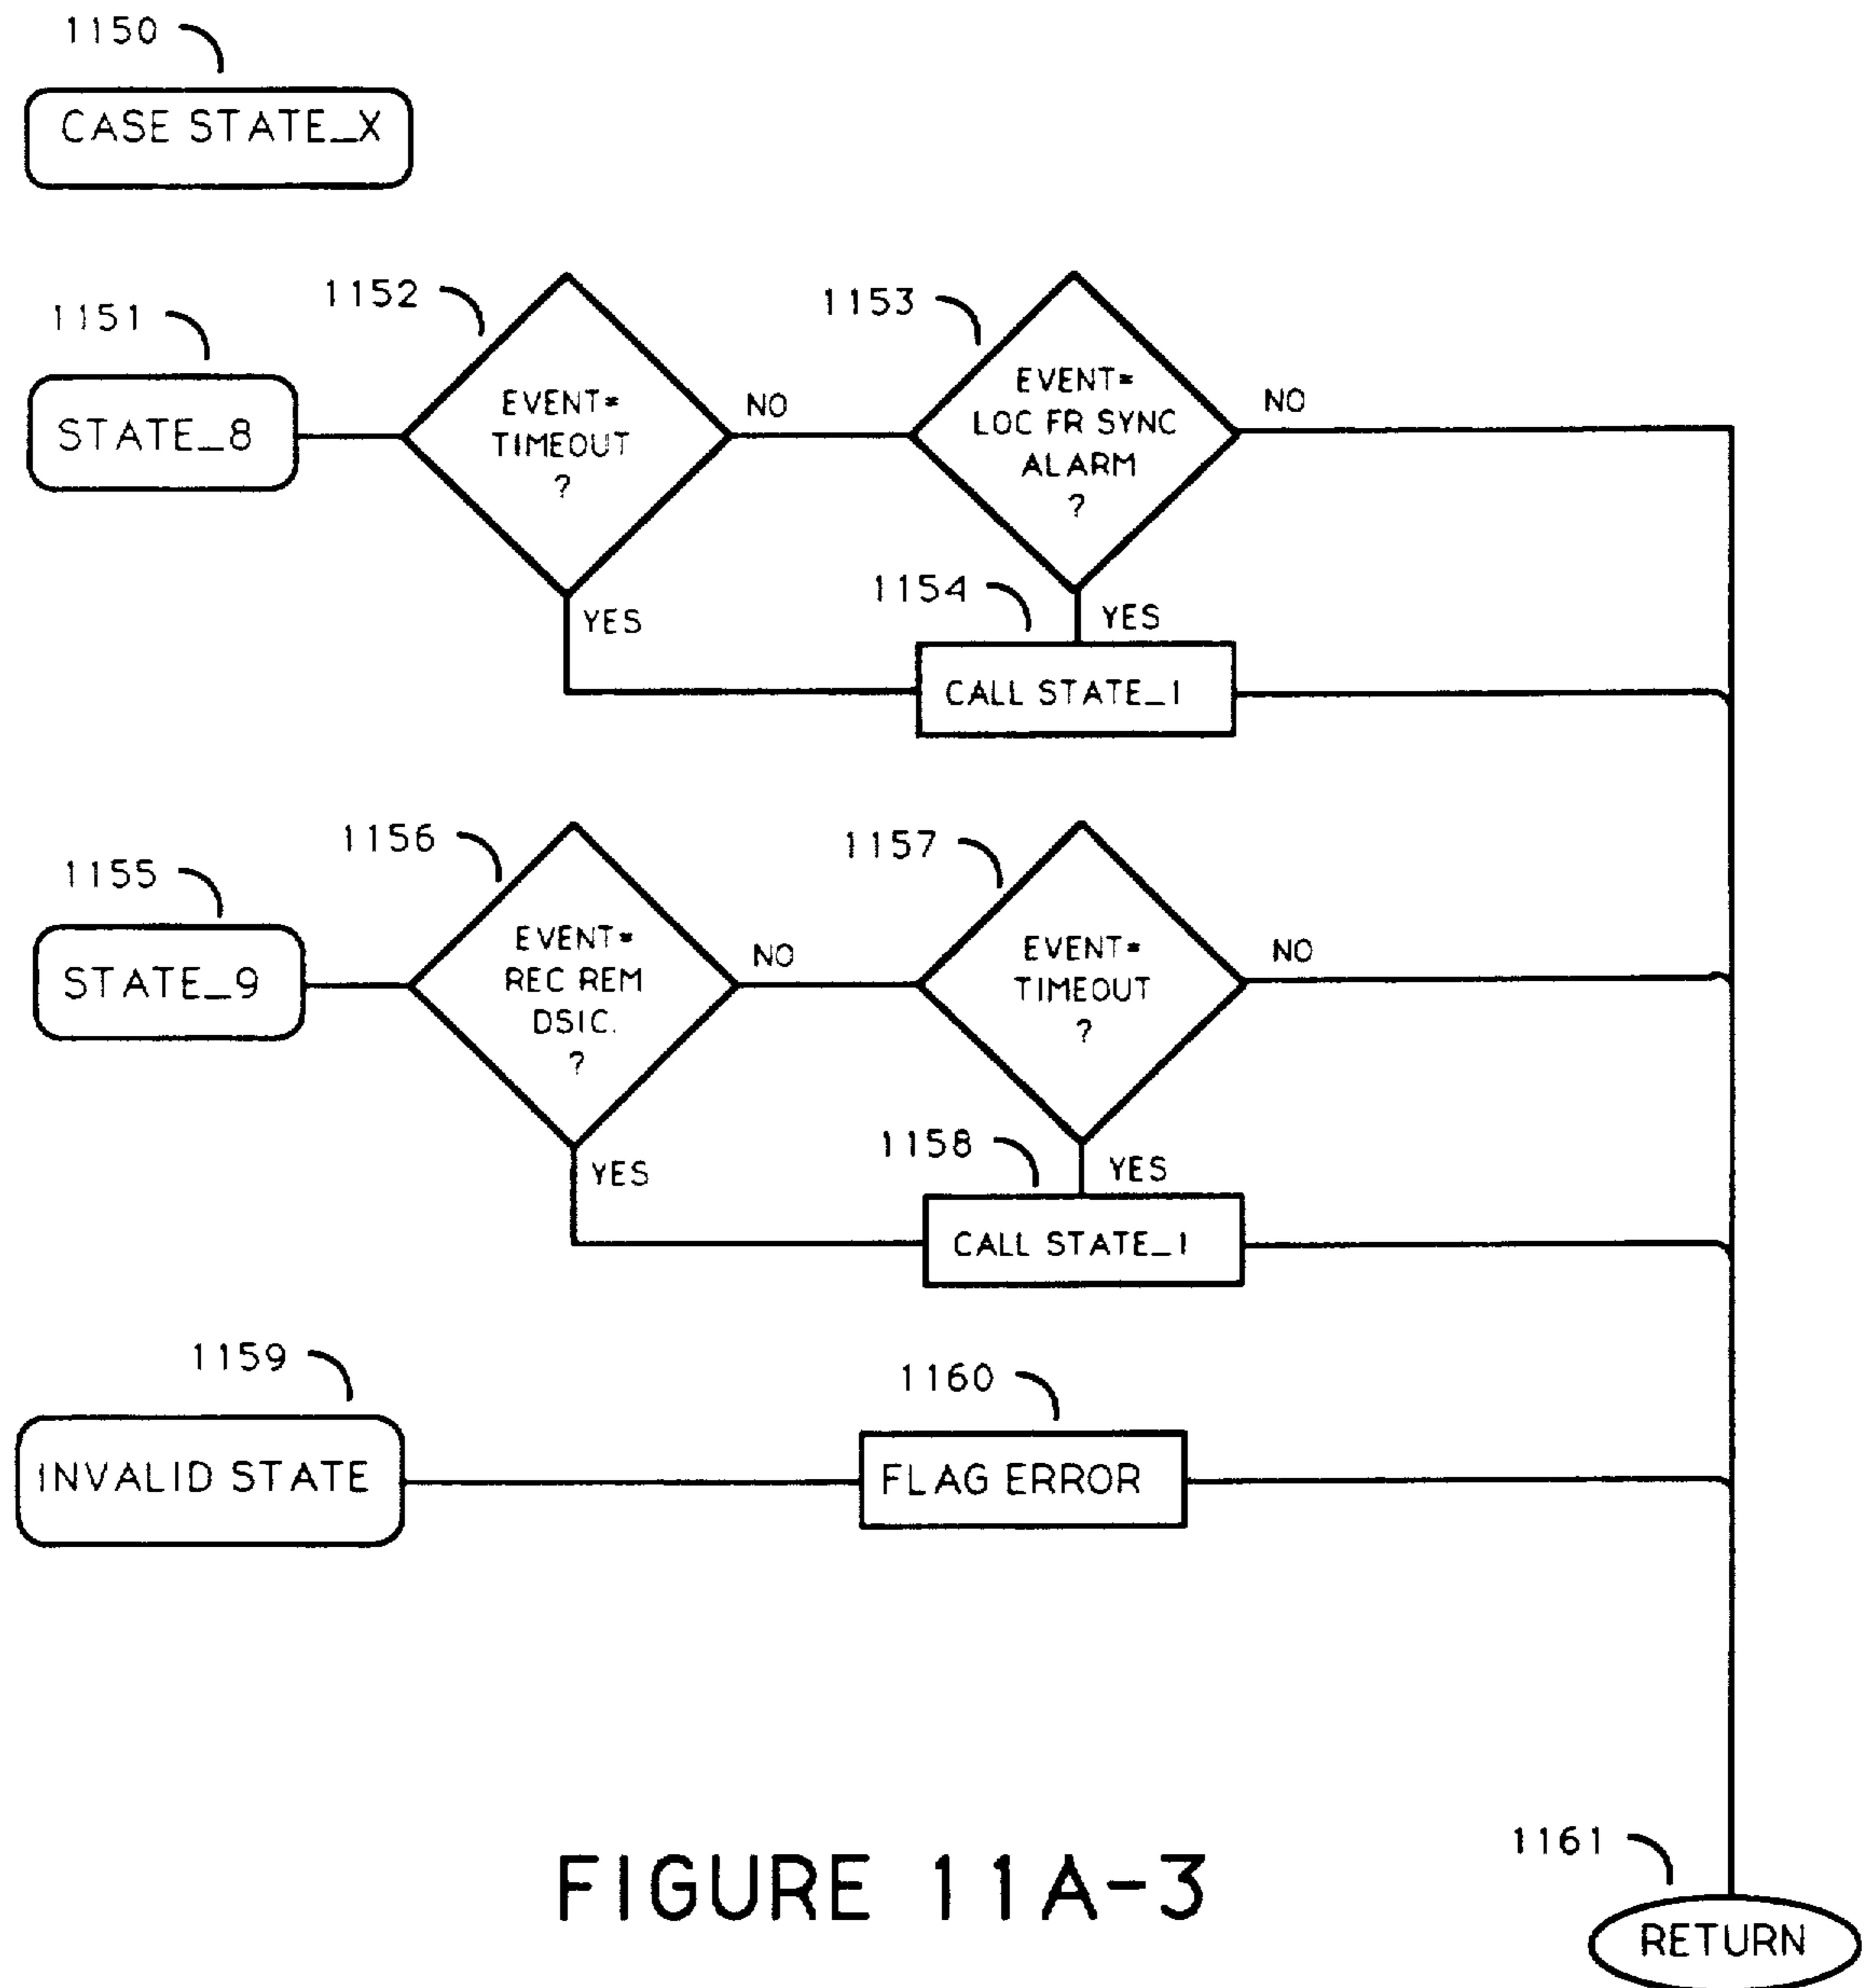 1150
CASE STATE_X
1151
STATE_8
1152
EVENT=
TIMEOUT
?
NO
YES
1153
EVENT=
LOC FR SYNC
ALARM
?
NO
YES
1154
CALL STATE_1
1155
STATE_9
1156
EVENT=
REC REM
DSIC.
?
NO
YES
1157
EVENT=
TIMEOUT
?
NO
YES
1158
CALL STATE_1
1159
INVALID STATE
1160
FLAG ERROR
1161
RETURN
FIGURE 11A-3